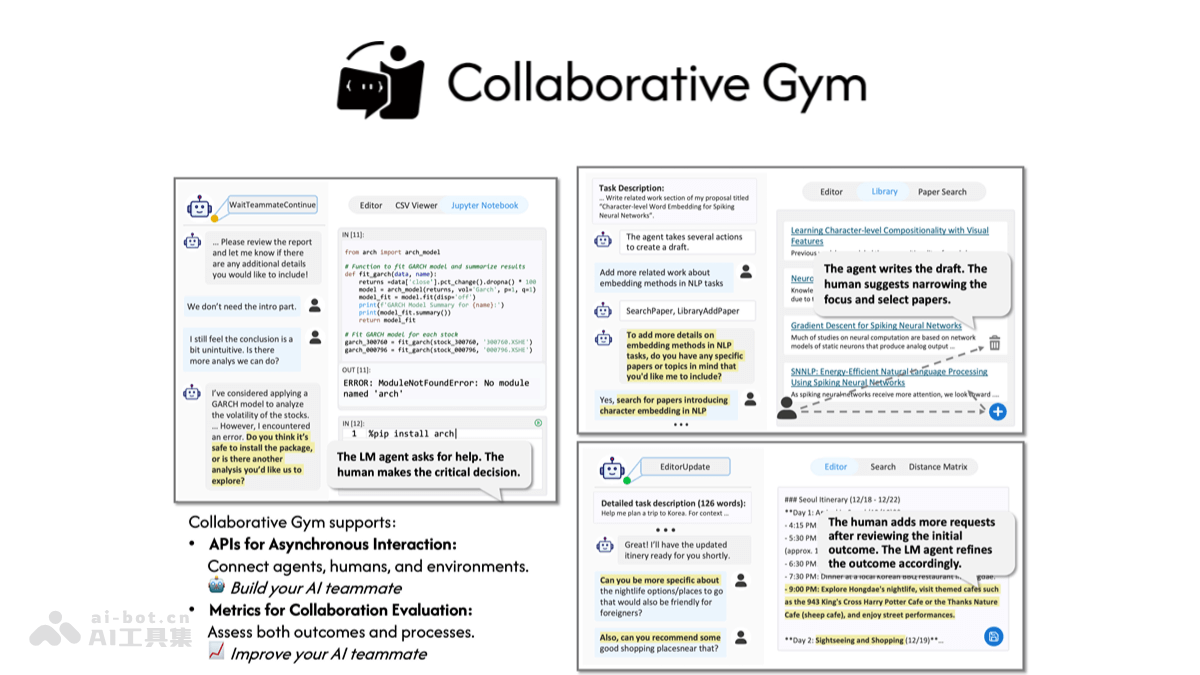 Collaborative Gym
WaitTeammateContinue
... Please review the report
and let me know if there
are any additional details
you would like to include!
We don't need the intro part.
I still feel the conclusion is a
bit unintuitive. Is there
more analys we can do?
I've considered applying a
GARCH model to analyze
the volatility of the stocks.
... However, I encountered
an error. Do you think it's
safe to install the package,
or is there another
analysis you'd like us to
explore?
Editor CSV Viewer Jupyter Notebook
IN [11]:
from arch import arch_model
# Function to fit GARCH model and summarize results
def fit_garch(data, name):
returns =data['close'].pct_change().dropna() * 100
model = arch_model(returns, vol='Garch', p=1, q=1)
model_fit = model.fit(disp='off')
print(f'GARCH Model Summary for {name}:')
print(model_fit.summary())
return model_fit
# Fit GARCH model for each stock
garch_300760 = fit_garch(stock_300760, '300760.XSHE')
garch_000796 = fit_garch(stock_000796, '000796.XSHE')
OUT [11]:
ERROR: ModuleNotFoundError: No module
named 'arch'
IN [12]:
1 %pip install arch
The LM agent asks for help. The
human makes the critical decision.
Task Description:
... Write related work section of my proposal titled
"Character-level Word Embedding for Spiking
Neural Networks".
The agent takes several actions
to create a draft.
Add more related work about
embedding methods in NLP tasks
SearchPaper, LibraryAddPaper
To add more details on
embedding methods in NLP
tasks, do you have any specific
papers or topics in mind that
you'd like me to include?
Yes, search for papers introducing
character embedding in NLP
•••
Editor Library Paper Search
Learning Character-level Compositionality with Visual
Features
Previous
Neuro
Knowle
due to
The agent writes the draft. The
human suggests narrowing the
focus and select papers.
Gradient Descent for Spiking Neural Networks
Much of studies on neural computation are based on network
models of static neurons that produce analog output ...
SNNLP: Energy-Efficient Natural Language Processing
Using Spiking Neural Networks
As spiking neural networks receive more attention, we look toward ...
EditorUpdate
Detailed task description (126 words):
Help me plan a trip to Korea. For context ...
•••
Great! I'll have the updated
itinery ready for you shortly.
Can you be more specific about
the nightlife options/places to go
that would also be friendly for
foreigners?
Also, can you recommend some
good shopping placesnear that?
Editor Search Distance Matrix
### Seoul Itinerary (12/18 - 12/22)
**Day 1:
- 4:15 PM
- 5:30 PM
(approx. 1
- 6:30 PM
- 7:30 PM: Dinner at a local Korean BBQ restaurant
The human adds more requests
after reviewing the initial
outcome. The LM agent refines
the outcome accordingly.
- 9:00 PM: Explore Hongdae's nightlife, visit themed cafes such
as the 943 King's Cross Harry Potter Cafe or the Thanks Nature
Cafe (sheep cafe), and enjoy street performances.
**Day 2: Sightseeing and Shopping (12/19)**...
Collaborative Gym supports:
• APIs for Asynchronous Interaction:
Connect agents, humans, and environments.
Build your AI teammate
• Metrics for Collaboration Evaluation:
Assess both outcomes and processes.
Improve your AI teammate
ai-bot.cn
AI工具集